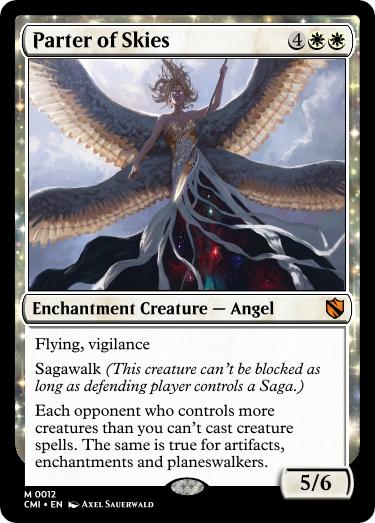 Parter of Skies 4
Enchantment Creature — Angel
Flying, vigilance
Sagawalk (This creature can't be blocked as
long as defending player controls a Saga.)
Each opponent who controls more
creatures than you can't cast creature
spells. The same is true for artifacts,
enchantments and planeswalkers.
5/6
M 0012
CMI • EN Axel Sauerwald